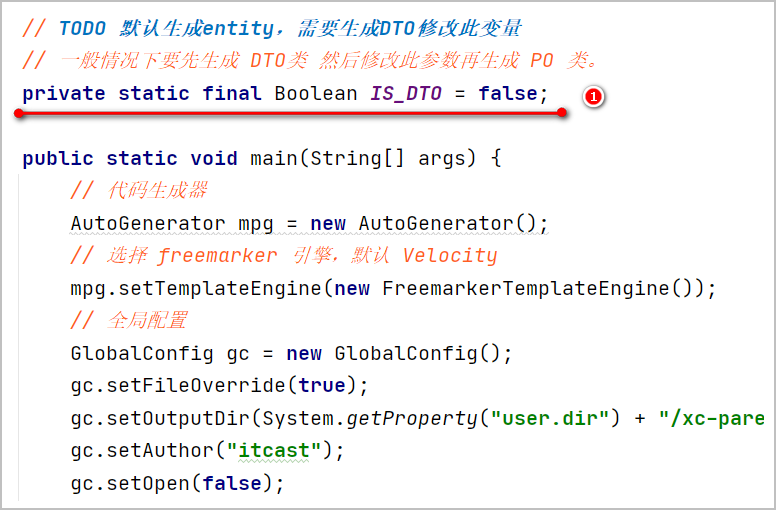 // TODO 默认生成entity，需要生成DTO修改此变量
// 一般情况下要先生成 DTO类 然后修改此参数再生成 PO 类。
private static final Boolean IS_DTO = false;
1
public static void main(String[] args) {
// 代码生成器
AutoGenerator mpg = new AutoGenerator();
// 选择 freemarker 引擎，默认 Velocity
mpg.setTemplateEngine(new FreemarkerTemplateEngine());
// 全局配置
GlobalConfig gc = new GlobalConfig();
gc.setFileOverride(true);
gc.setOutputDir(System.getProperty("user.dir") + "/xc-pare
gc.setAuthor("itcast");
gc.setOpen(false);